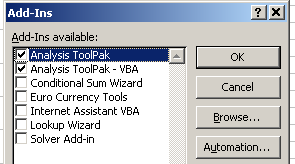 Add-Ins
Add-Ins available:
Analysis ToolPak
Analysis ToolPak - VBA
Conditional Sum Wizard
Euro Currency Tools
Internet Assistant VBA
Lookup Wizard
Solver Add-in
OK
Cancel
Browse...
Automation...